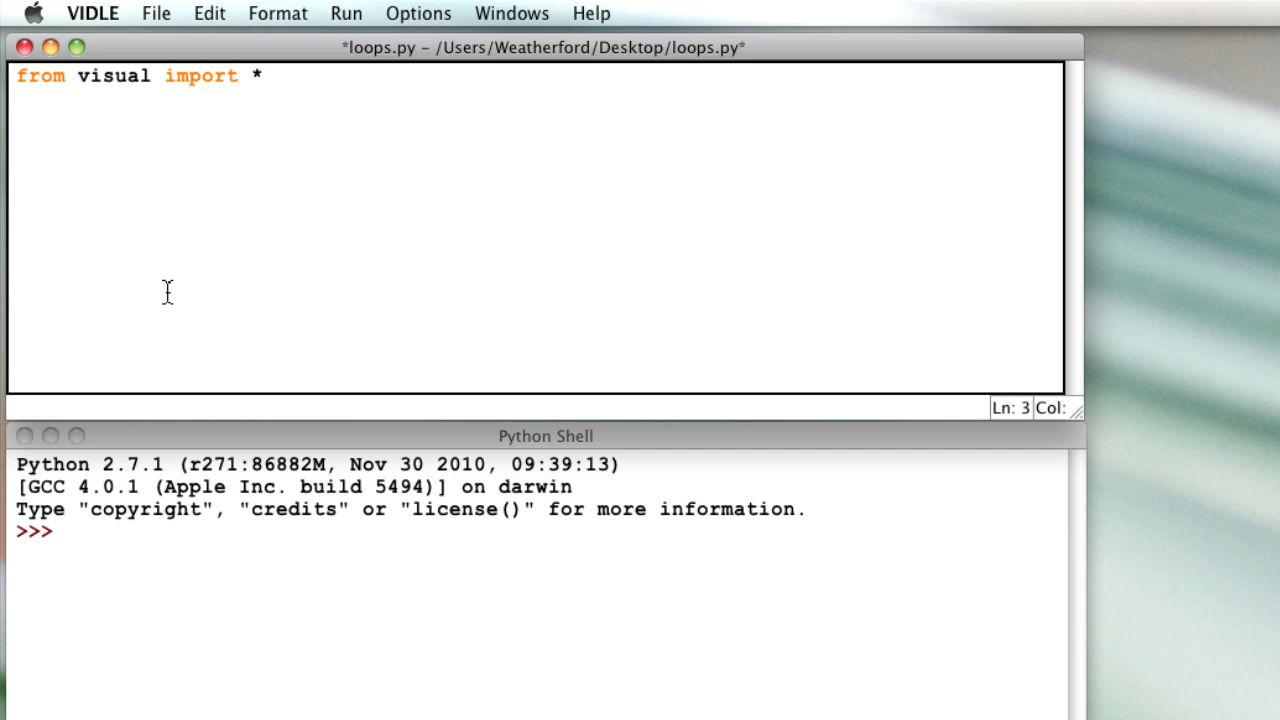 VIDLE File Edit Format Run Options Windows Help
*loops.py – /Users/Weatherford/Desktop/loops.py*
from visual import *
Ln: 3 Col:
Python Shell
Python 2.7.1 (r271:86882M, Nov 30 2010, 09:39:13)
[GCC 4.0.1 (Apple Inc. build 5494)] on darwin
Type "copyright", "credits" or "license()" for more information.
>>>